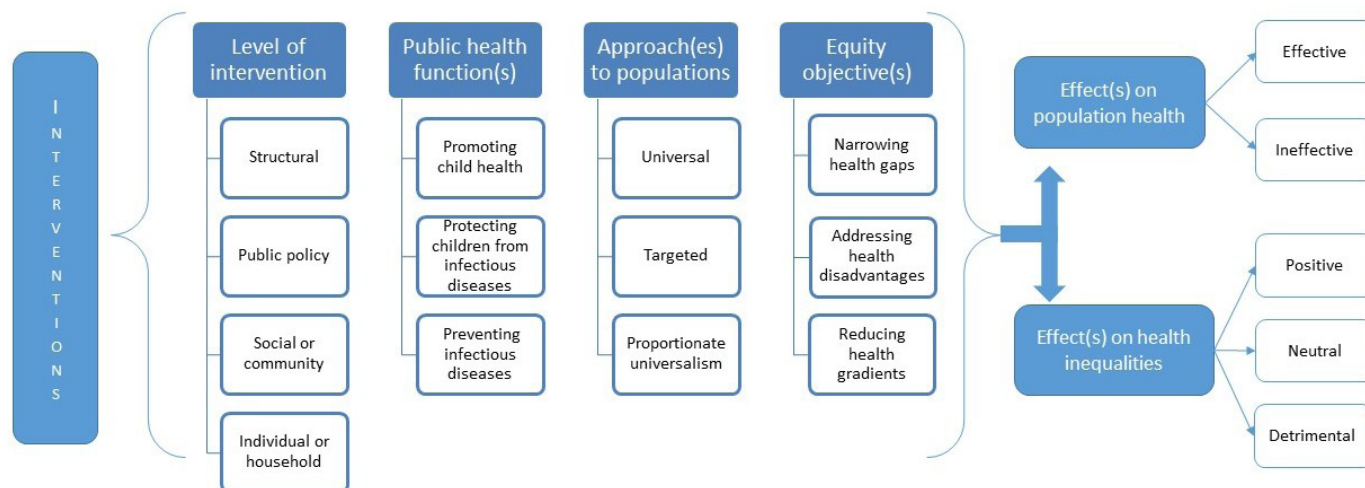 INTERVENTIONS
Level of
intervention
Structural
Public policy
Social or
community
Individual or
household
Public health
function(s)
Promoting
child health
Protecting
children from
infectious
diseases
Preventing
infectious
diseases
Approach(es)
to populations
Universal
Targeted
Proportionate
universalism
Equity
objective(s)
Narrowing
health gaps
Addressing
health
disadvantages
Reducing
health
gradients
Effect(s) on
population health
Effective
Ineffective
Effect(s) on health
inequalities
Positive
Neutral
Detrimental